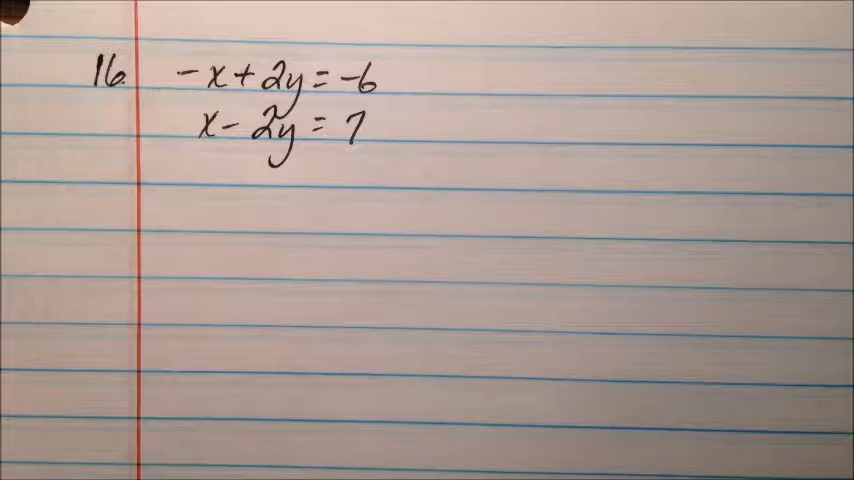 16. -x + 2y = -6
x - 2y = 7